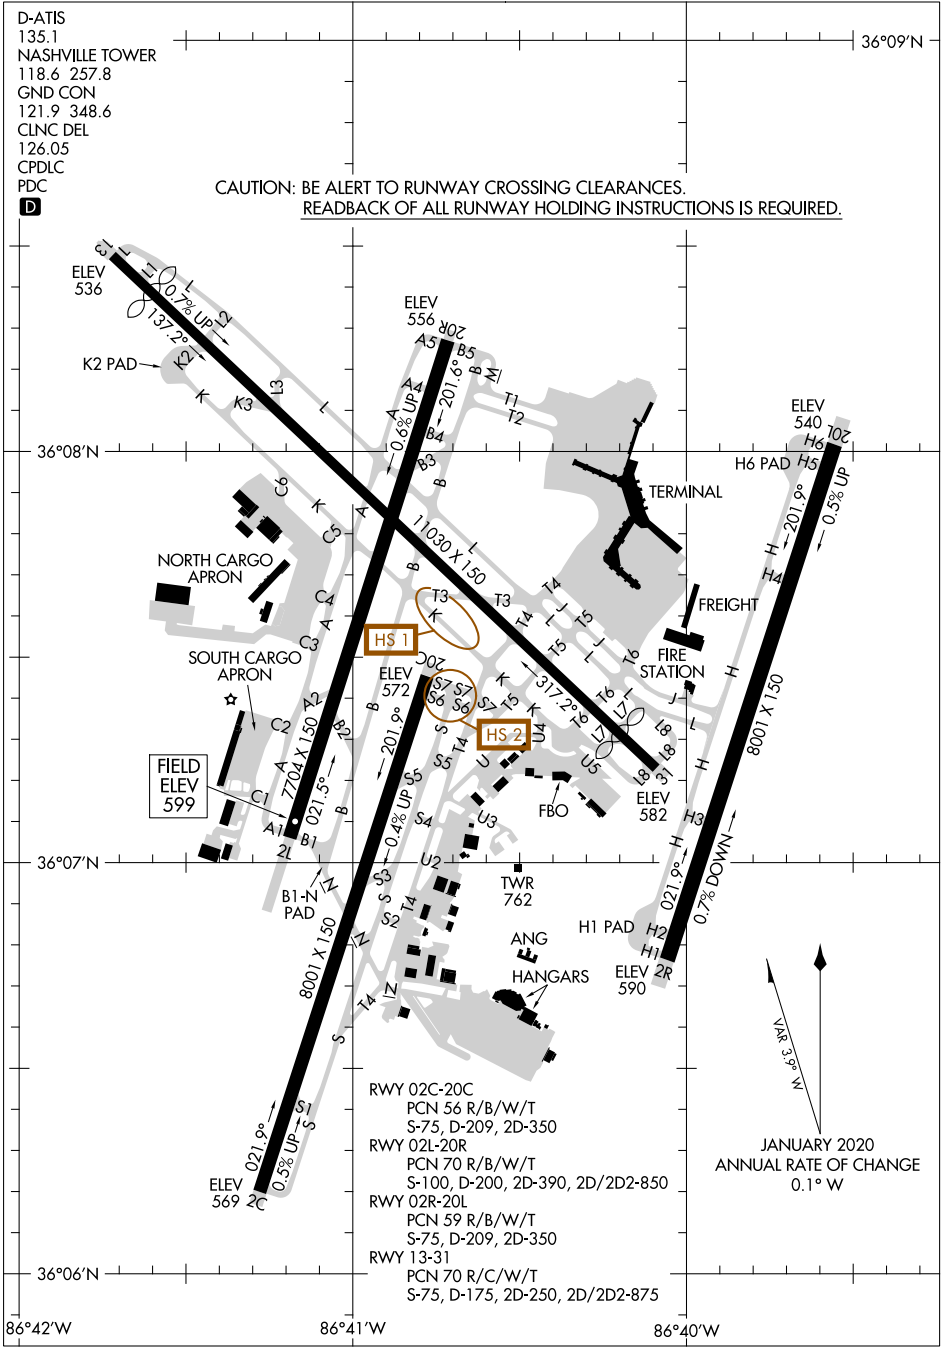 D-ATIS
135.1
NASHVILLE TOWER
118.6 257.8
GND CON
121.9 348.6
CLNC DEL
126.05
CPDLC
PDC
D
36°09'N
CAUTION: BE ALERT TO RUNWAY CROSSING CLEARANCES.
READBACK OF ALL RUNWAY HOLDING INSTRUCTIONS IS REQUIRED.
13
L
L1
L
ELEV
536
0.7% UP
137.2°
L2
K2 PAD
K2
K
K3
L3
L
ELEV
556
20R
A5
B5
B
M
A4
A
201.6°
0.6% UP
B4
B3
B
T1
T2
ELEV
540
20L
H6
H5
H6 PAD
201.9°
0.5% UP
36°08'N
TERMINAL
C6
K
C5
A
11030 X 150
L
B
H
H4
NORTH CARGO
APRON
C4
A
C3
T3
K
T3
T4
T4
J
L
T5
T5
J
L
T6
FREIGHT
FIRE
STATION
HS 1
SOUTH CARGO
APRON
20C
ELEV
572
S7
S7
S6
S6
S7
T5
K
K
317.2°
T6
T6
L
L7
L7
J
L
L8
L8
L8
31
H
8001 X 150
HS 2
A2
C2
B2
B
201.9°
S
T4
S5
S5
U
U4
U5
FIELD
ELEV
599
7704 X 150
021.5°
A
C1
A1
2L
B1
B
0.4% UP
S4
U3
FBO
ELEV
582
H
H3
H
36°07'N
B1-N
PAD
N
S3
S
S2
U2
T4
TWR
762
021.9°
0.7% DOWN
H1 PAD
H2
H1
2R
ELEV
590
N
8001 X 150
ANG
HANGARS
N
T4
S
VAR 3.9° W
021.9°
S1
S
0.5% UP
ELEV
569
2C
RWY 02C-20C
PCN 56 R/B/W/T
S-75, D-209, 2D-350
RWY 02L-20R
PCN 70 R/B/W/T
S-100, D-200, 2D-390, 2D/2D2-850
RWY 02R-20L
PCN 59 R/B/W/T
S-75, D-209, 2D-350
RWY 13-31
PCN 70 R/C/W/T
S-75, D-175, 2D-250, 2D/2D2-875
JANUARY 2020
ANNUAL RATE OF CHANGE
0.1° W
36°06'N
86°42'W
86°41'W
86°40'W